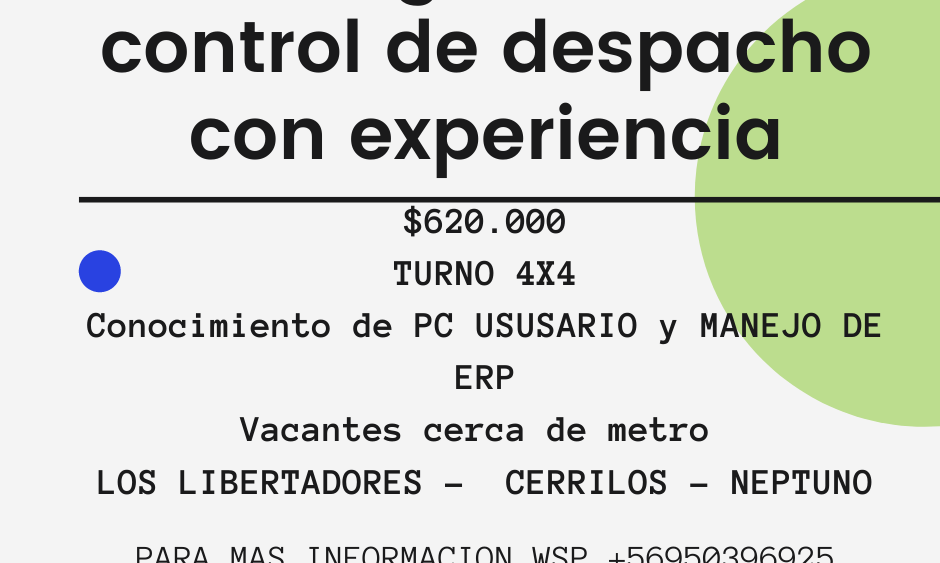 control de despacho
con experiencia
$620.000
TURNO 4X4
Conocimiento de PC USUSARIO y MANEJO DE
ERP
Vacantes cerca de metro
LOS LIBERTADORES - CERRILOS - NEPTUNO
PARA MAS INFORMACION WSP +56950396925